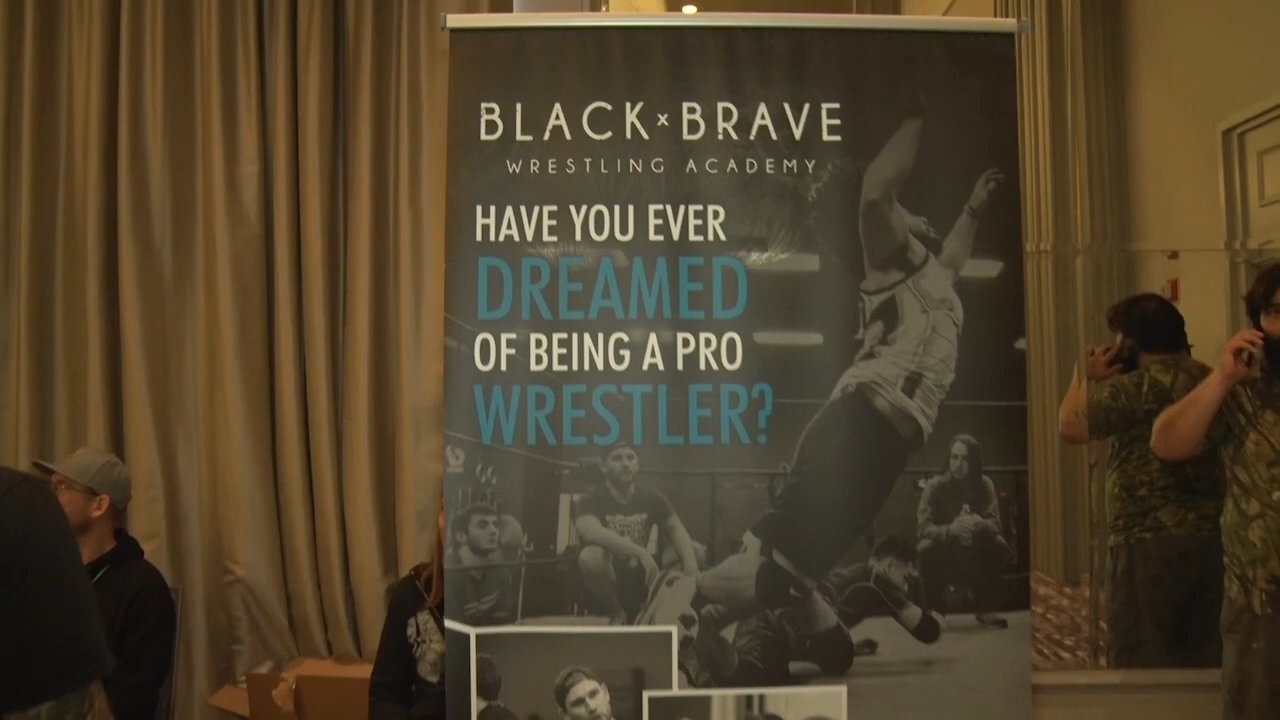 BLACK x BRAVE
WRESTLING ACADEMY
HAVE YOU EVER
DREAMED
OF BEING A PRO
WRESTLER?